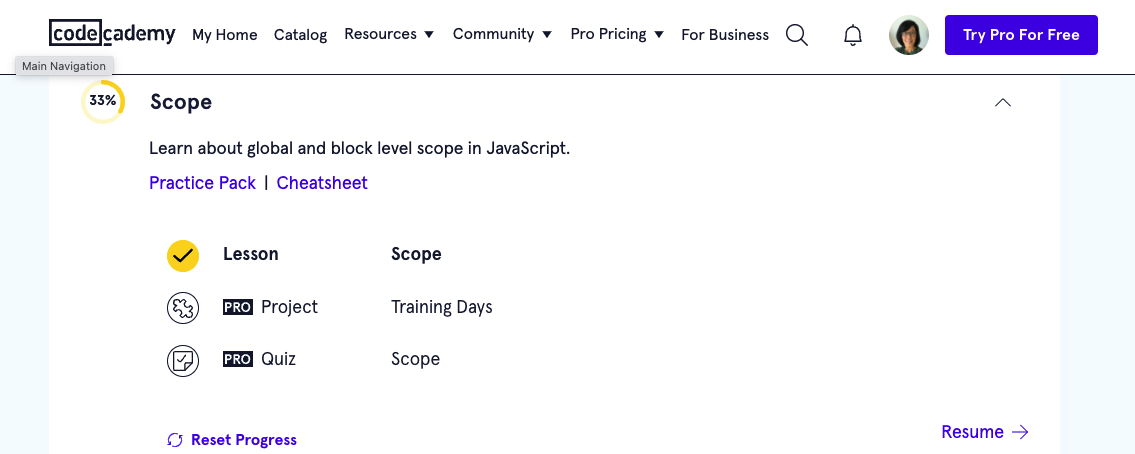 codecademy My Home Catalog Resources Community Pro Pricing For Business Try Pro For Free
Main Navigation
33% Scope
Learn about global and block level scope in JavaScript.
Practice Pack | Cheatsheet
Lesson Scope
PRO Project Training Days
PRO Quiz Scope
Reset Progress Resume